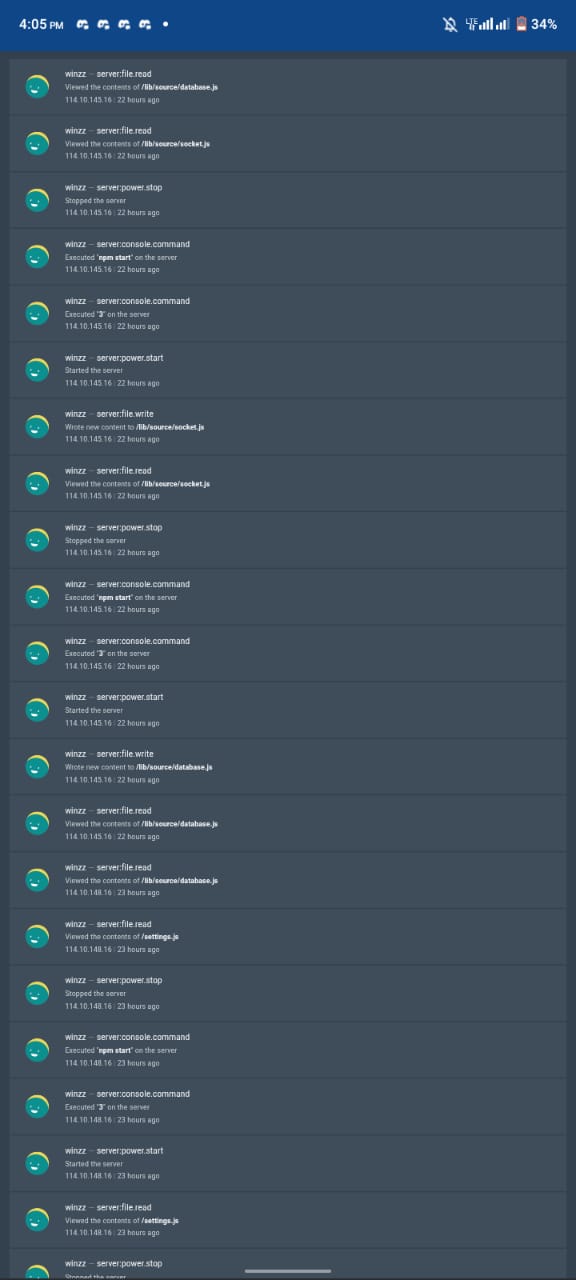 4:05 PM
LTE
34%
winzz — server:file.read
Viewed the contents of /lib/source/database.js
114.10.145.16 | 22 hours ago
winzz — server:file.read
Viewed the contents of /lib/source/socket.js
114.10.145.16 | 22 hours ago
winzz — server:power.stop
Stopped the server
114.10.145.16 | 22 hours ago
winzz — server:console.command
Executed "npm start" on the server
114.10.145.16 | 22 hours ago
winzz — server:console.command
Executed "3" on the server
114.10.145.16 | 22 hours ago
winzz — server:power.start
Started the server
114.10.145.16 | 22 hours ago
winzz — server:file.write
Wrote new content to /lib/source/socket.js
114.10.145.16 | 22 hours ago
winzz — server:file.read
Viewed the contents of /lib/source/socket.js
114.10.145.16 | 22 hours ago
winzz — server:power.stop
Stopped the server
114.10.145.16 | 22 hours ago
winzz — server:console.command
Executed "npm start" on the server
114.10.145.16 | 22 hours ago
winzz — server:console.command
Executed "3" on the server
114.10.145.16 | 22 hours ago
winzz — server:power.start
Started the server
114.10.145.16 | 22 hours ago
winzz — server:file.write
Wrote new content to /lib/source/database.js
114.10.145.16 | 22 hours ago
winzz — server:file.read
Viewed the contents of /lib/source/database.js
114.10.145.16 | 22 hours ago
winzz — server:file.read
Viewed the contents of /lib/source/database.js
114.10.148.16 | 23 hours ago
winzz — server:file.read
Viewed the contents of /settings.js
114.10.148.16 | 23 hours ago
winzz — server:power.stop
Stopped the server
114.10.148.16 | 23 hours ago
winzz — server:console.command
Executed "npm start" on the server
114.10.148.16 | 23 hours ago
winzz — server:console.command
Executed "3" on the server
114.10.148.16 | 23 hours ago
winzz — server:power.start
Started the server
114.10.148.16 | 23 hours ago
winzz — server:file.read
Viewed the contents of /settings.js
114.10.148.16 | 23 hours ago
winzz — server:power.stop
Stopped the server